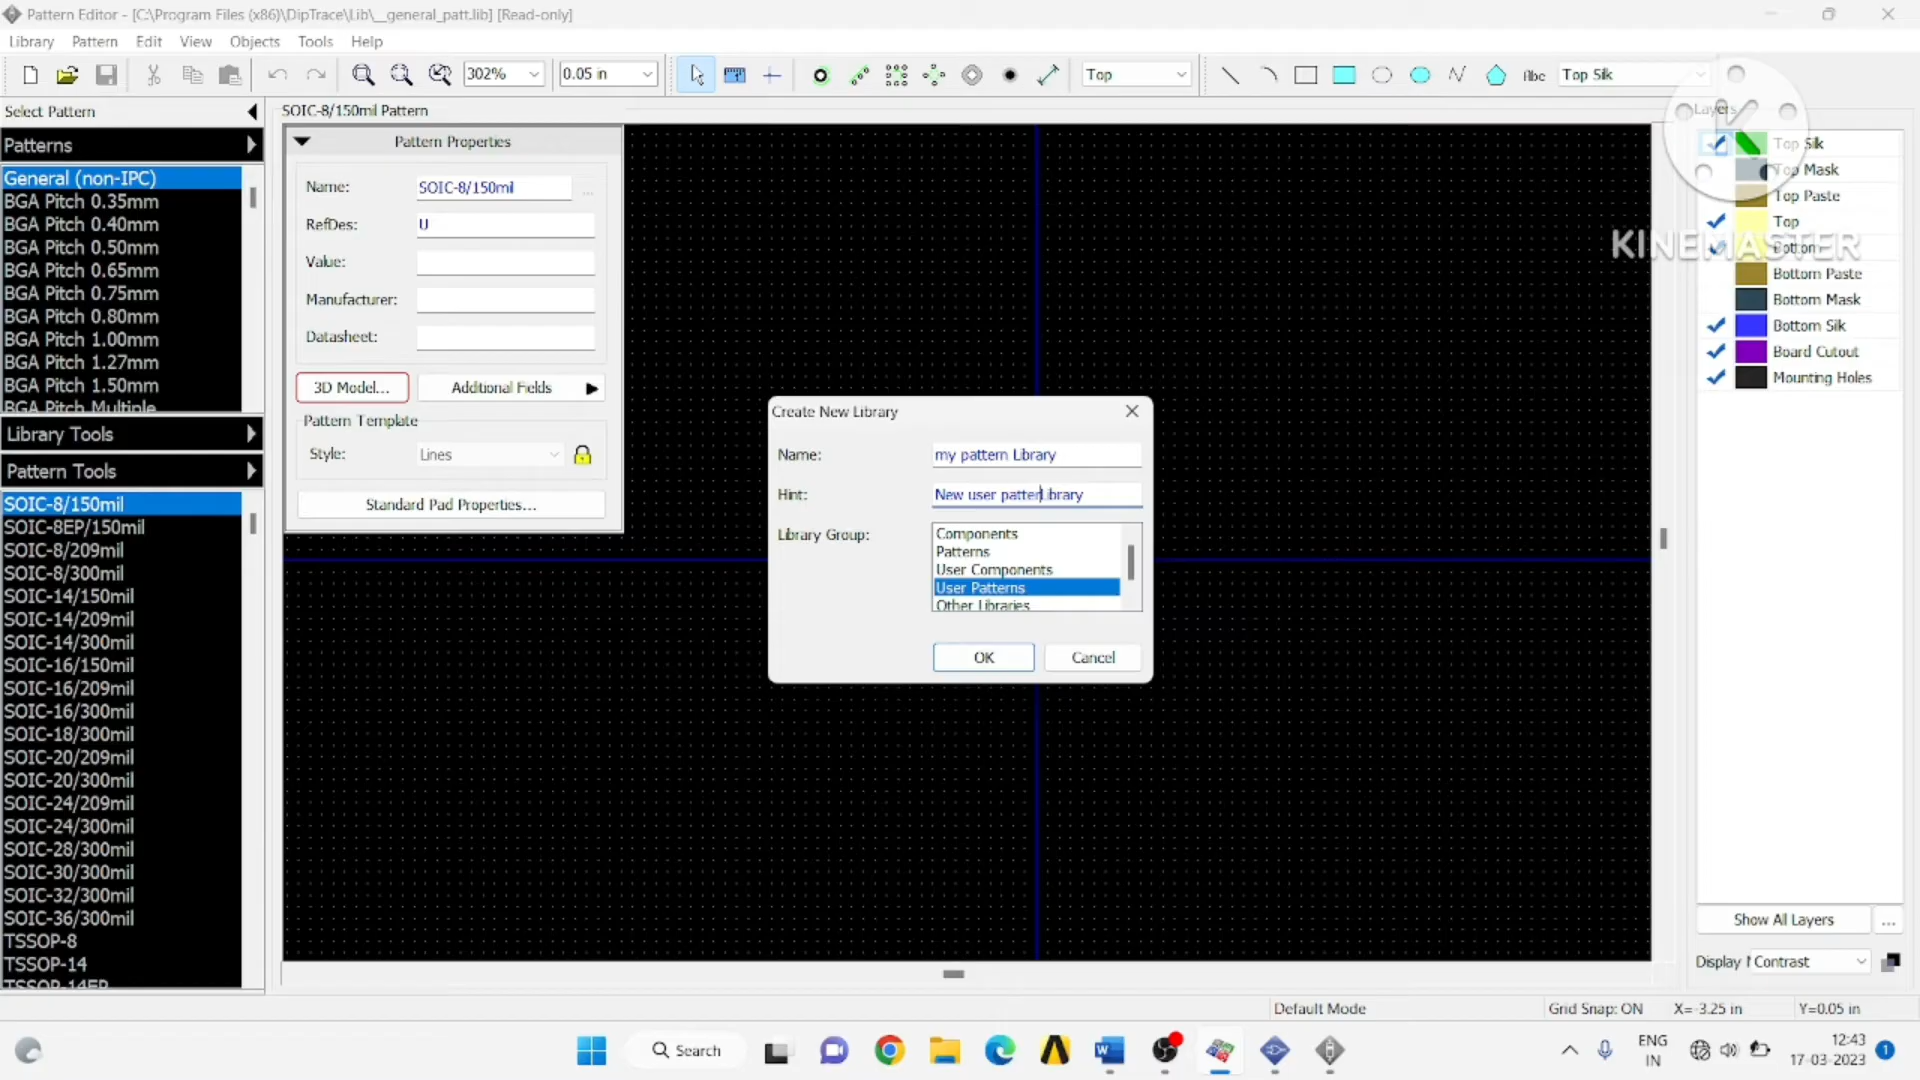 Pattern Editor - [C:\Program Files (x86)\DipTrace\Lib\__general_patt.lib] [Read-only]
Library Pattern Edit View Objects Tools Help
302% 0.05 in Top Abc Top Silk
Select Pattern
Patterns
General (non-IPC)
BGA Pitch 0.35mm
BGA Pitch 0.40mm
BGA Pitch 0.50mm
BGA Pitch 0.65mm
BGA Pitch 0.75mm
BGA Pitch 0.80mm
BGA Pitch 1.00mm
BGA Pitch 1.27mm
BGA Pitch 1.50mm
BGA Pitch Multiple
Library Tools
Pattern Tools
SOIC-8/150mil
SOIC-8EP/150mil
SOIC-8/209mil
SOIC-8/300mil
SOIC-14/150mil
SOIC-14/209mil
SOIC-14/300mil
SOIC-16/150mil
SOIC-16/209mil
SOIC-16/300mil
SOIC-18/300mil
SOIC-20/209mil
SOIC-20/300mil
SOIC-24/209mil
SOIC-24/300mil
SOIC-28/300mil
SOIC-30/300mil
SOIC-32/300mil
SOIC-36/300mil
TSSOP-8
TSSOP-14
TSSOP-14EP
SOIC-8/150mil Pattern
Pattern Properties
Name: SOIC-8/150mil ...
RefDes: U
Value:
Manufacturer:
Datasheet:
3D Model... Additional Fields
Pattern Template
Style: Lines
Standard Pad Properties...
Create New Library
Name: my pattern Library
Hint: New user patterLibrary
Library Group:
Components
Patterns
User Components
User Patterns
Other Libraries
OK Cancel
Layers
Top Silk
Top Mask
Top Paste
Top
Bottom
Bottom Paste
Bottom Mask
Bottom Silk
Board Cutout
Mounting Holes
KINEMASTER
Show All Layers ...
Display Contrast
Default Mode Grid Snap: ON X=-3.25 in Y=0.05 in
Search
ENG
IN
12:43
17-03-2023
1